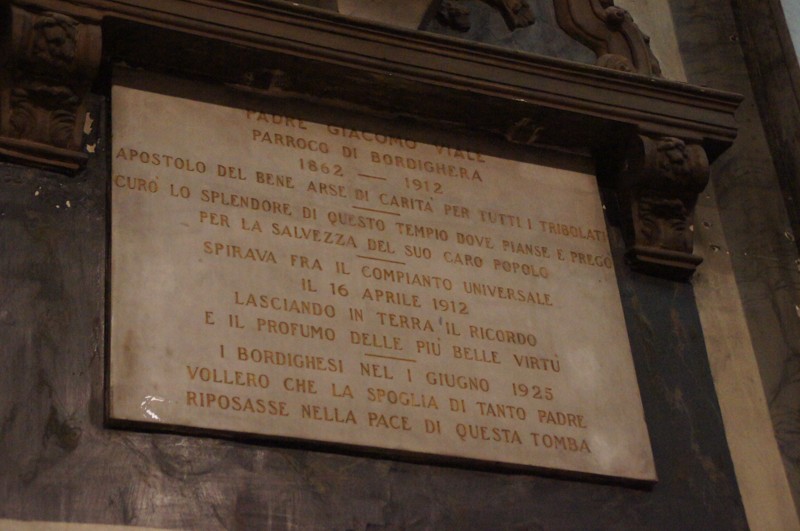 PADRE GIACOMO VIALE
PARROCO DI BORDIGHERA
1862 — 1912
APOSTOLO DEL BENE ARSE DI CARITÀ PER TUTTI I TRIBOLATI
CURÒ LO SPLENDORE DI QUESTO TEMPIO DOVE PIANSE E PREGÒ
PER LA SALVEZZA DEL SUO CARO POPOLO
SPIRAVA FRA IL COMPIANTO UNIVERSALE
IL 16 APRILE 1912
LASCIANDO IN TERRA IL RICORDO
E IL PROFUMO DELLE PIÙ BELLE VIRTÙ
I BORDIGHESI NEL 1 GIUGNO 1925
VOLLERO CHE LA SPOGLIA DI TANTO PADRE
RIPOSASSE NELLA PACE DI QUESTA TOMBA